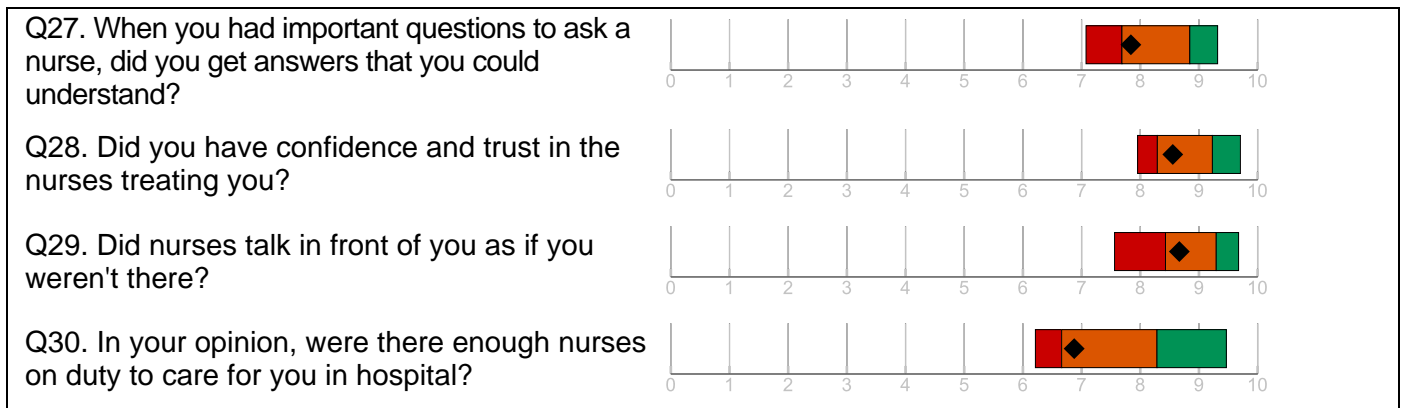 Q27. When you had important questions to ask a
nurse, did you get answers that you could
understand?
0 1 2 3 4 5 6 7 8 9 10
Q28. Did you have confidence and trust in the
nurses treating you?
0 1 2 3 4 5 6 7 8 9 10
Q29. Did nurses talk in front of you as if you
weren't there?
0 1 2 3 4 5 6 7 8 9 10
Q30. In your opinion, were there enough nurses
on duty to care for you in hospital?
0 1 2 3 4 5 6 7 8 9 10